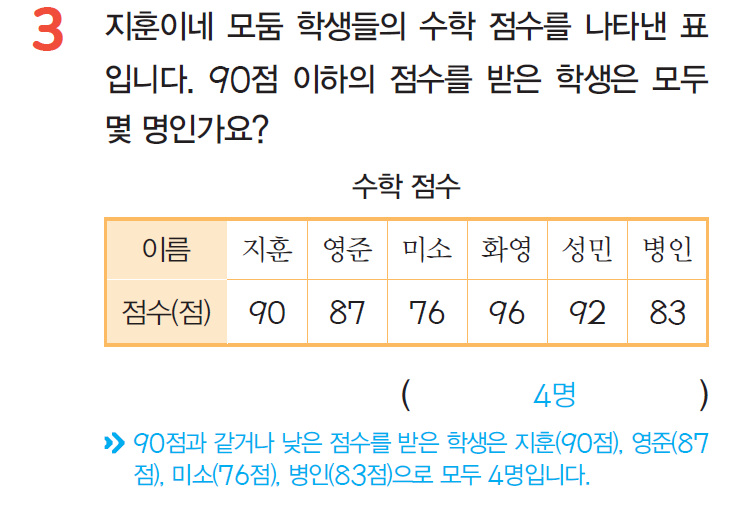 3 지훈이네 모둠 학생들의 수학 점수를 나타낸 표
입니다. 90점 이하의 점수를 받은 학생은 모두
몇 명인가요?
수학 점수
이름 지훈 영준 미소 화영 성민 병인
점수(점) 90 87 76 96 92 83
( 4명 )
» 90점과 같거나 낮은 점수를 받은 학생은 지훈(90점), 영준(87
점), 미소(76점), 병인(83점)으로 모두 4명입니다.